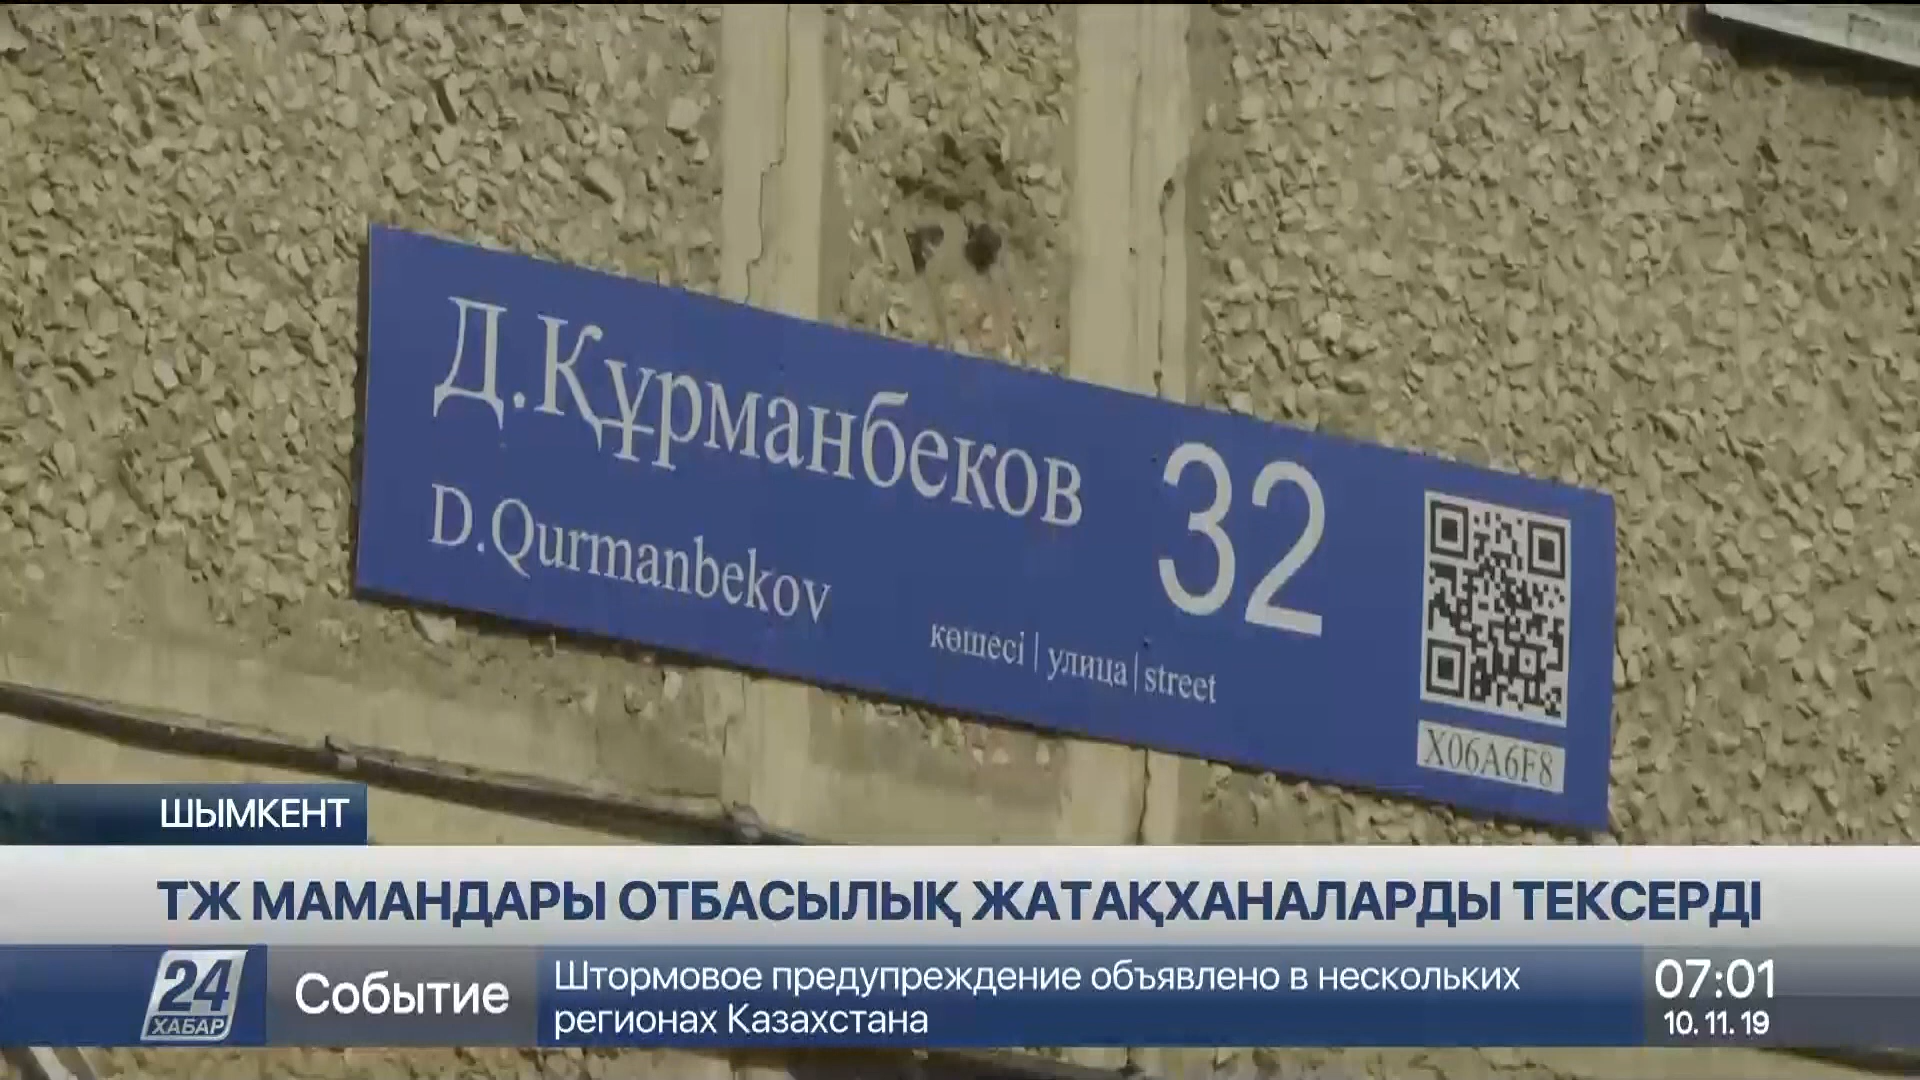 Д.Құрманбеков 32
D.Qurmanbekov
көшесі | улица | street
X06A6F8
ШЫМКЕНТ
ТЖ МАМАНДАРЫ ОТБАСЫЛЫҚ ЖАТАҚХАНАЛАРДЫ ТЕКСЕРДІ
24
ХАБАР
Событие
Штормовое предупреждение объявлено в нескольких
регионах Казахстана
07:01
10.11.19